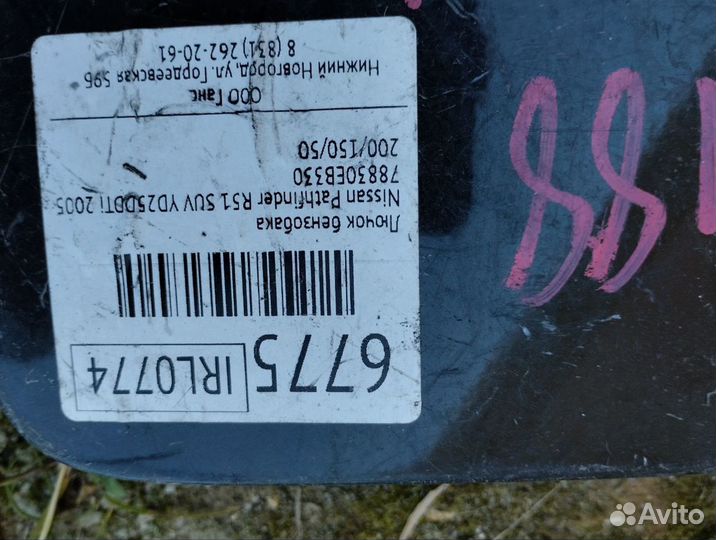 6775
IRL0774
Лючок бензобака
Nissan Pathfinder R51 SUV YD25DDTi 2005
78830EB330
200/150/50
ООО Ганс
Нижний Новгород, ул. Гордеевская 59Б
8 (831) 262-20-61
Avito